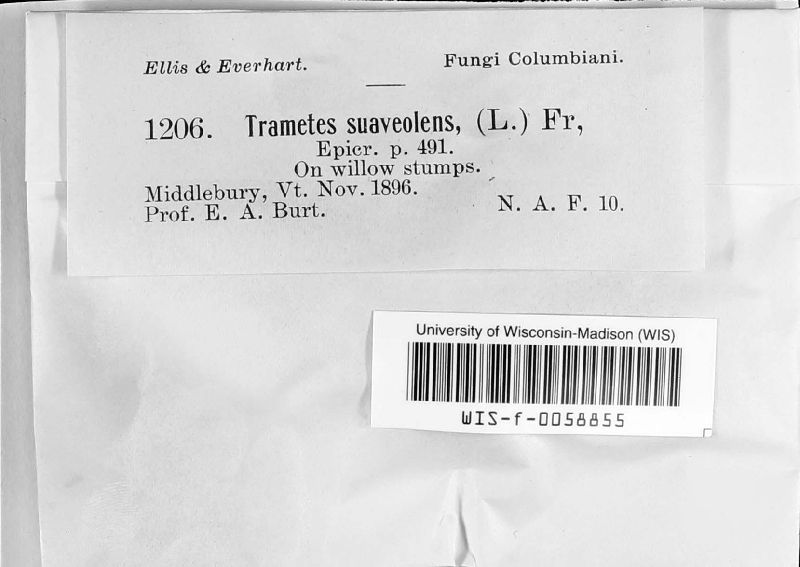 Ellis & Everhart. Fungi Columbiani.
1206. Trametes suaveolens, (L.) Fr,
Epicr. p. 491.
On willow stumps.
Middlebury, Vt. Nov. 1896.
Prof. E. A. Burt. N. A. F. 10.
University of Wisconsin-Madison (WIS)
WIS-f-0058855